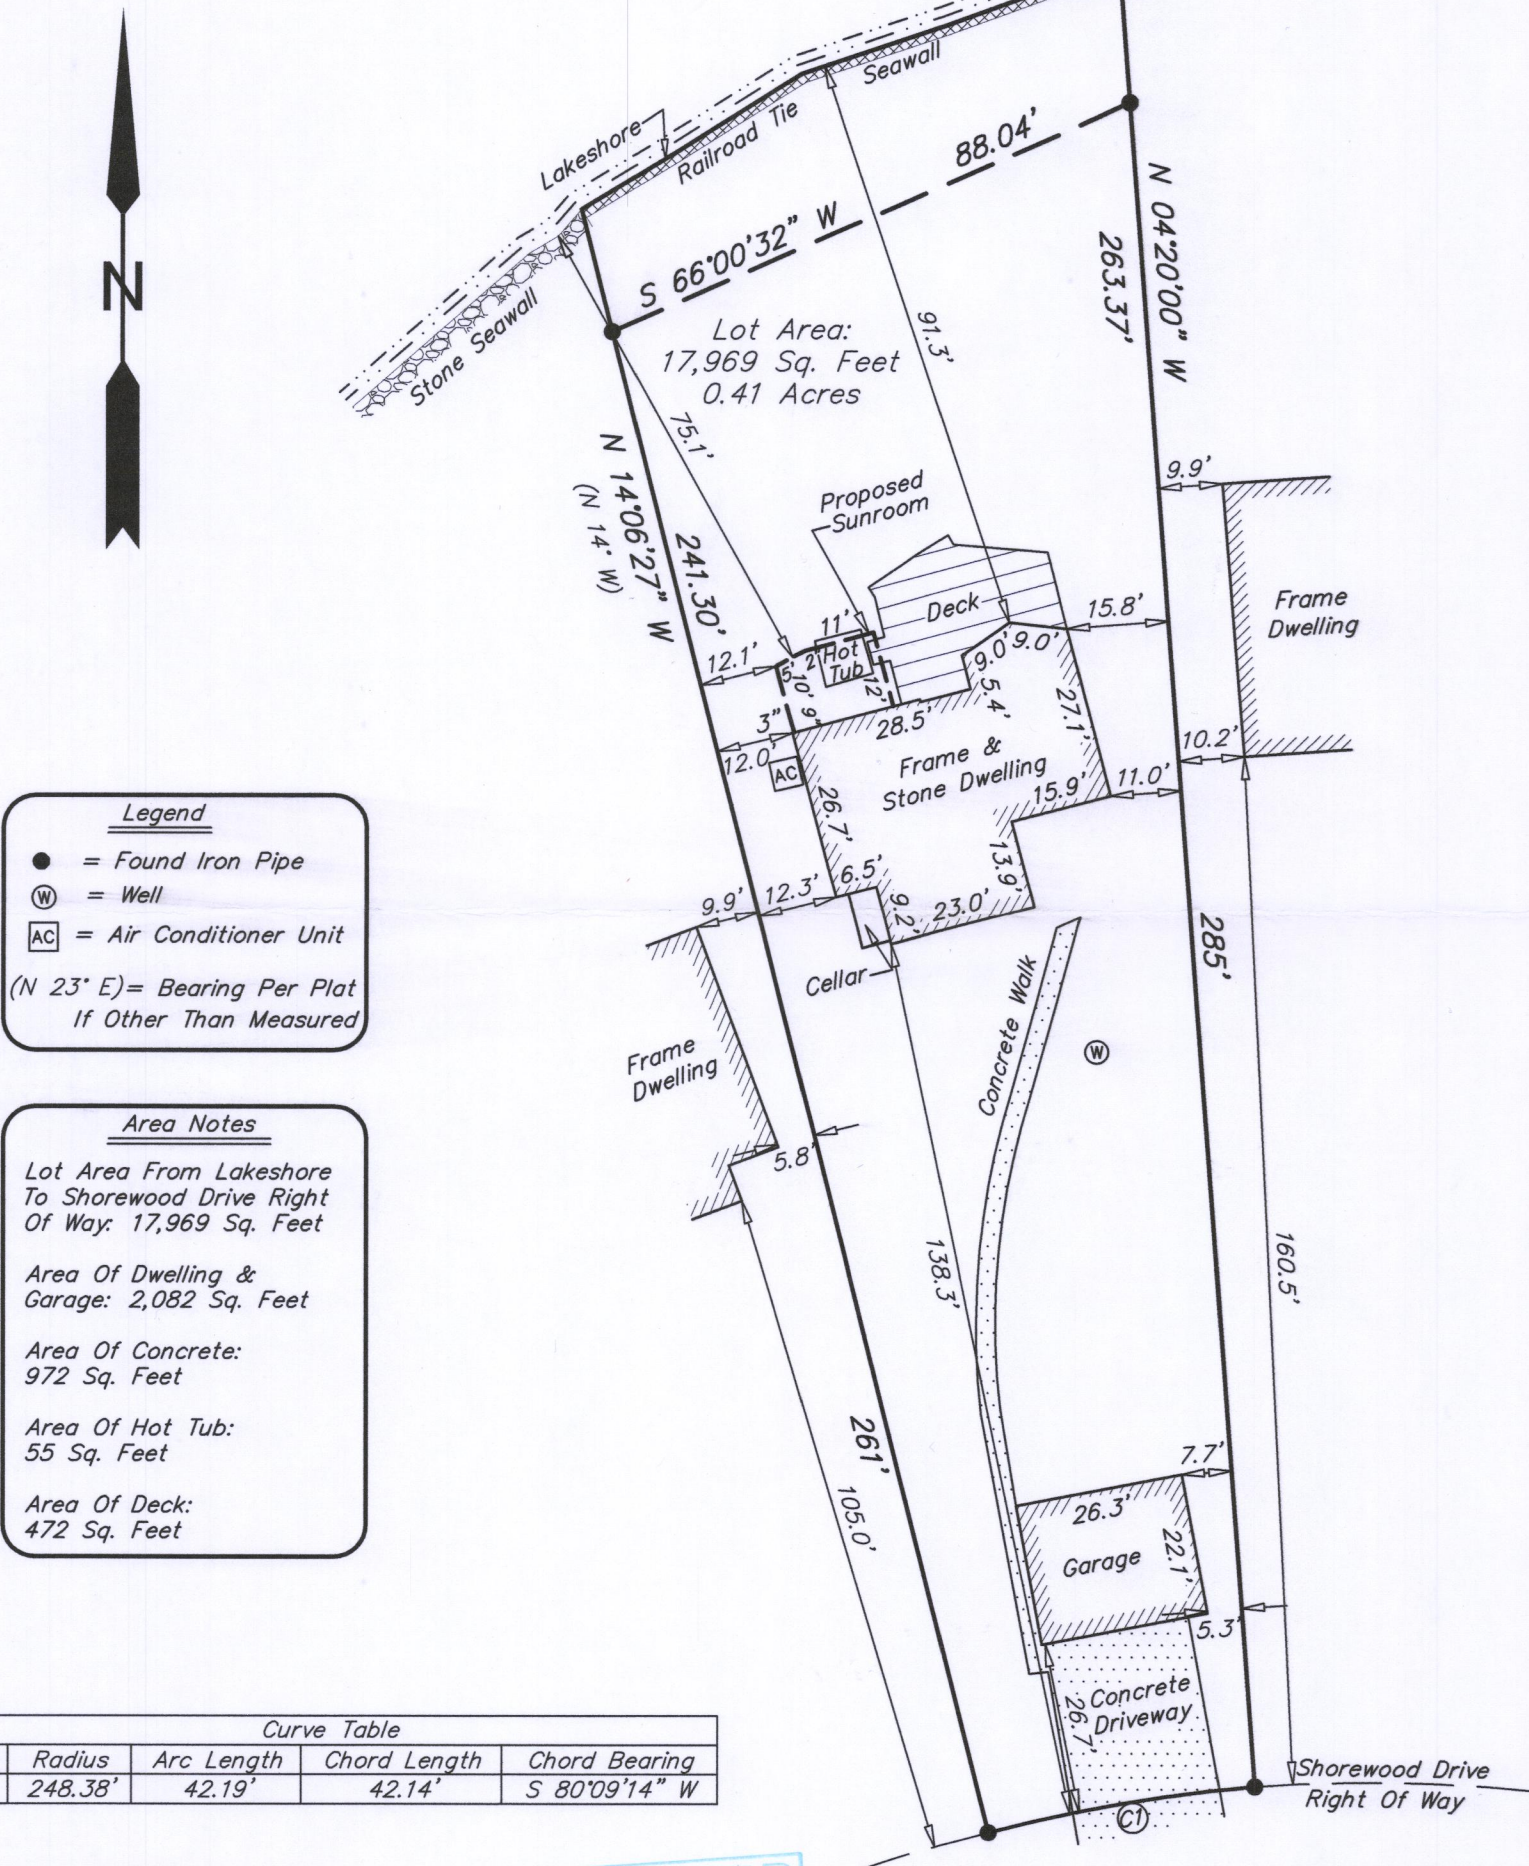 N
Lakeshore
Railroad Tie
Seawall
Stone Seawall
88.04'
S 66°00'32" W
Lot Area:
17,969 Sq. Feet
0.41 Acres
91.3'
75.1'
N 04°20'00" W
263.37'
N 14°06'27" W
(N 14° W)
241.30'
9.9'
Proposed
Sunroom
Deck
15.8'
Frame
Dwelling
12.1'
11'
5'
2'
Hot
Tub
10' 9"
12'
9.0'
9.0'
5.4'
27.1'
3"
12.0'
AC
28.5'
Frame &
Stone Dwelling
15.9'
11.0'
10.2'
26.7'
13.9'
6.5'
9.2'
23.0'
9.9'
12.3'
Cellar
285'
Concrete Walk
W
Frame
Dwelling
5.8'
138.3'
160.5'
261'
105.0'
7.7'
26.3'
22.1'
Garage
5.3'
26.7'
Concrete
Driveway
C1
Shorewood Drive
Right Of Way
Legend
= Found Iron Pipe
W = Well
AC = Air Conditioner Unit
(N 23° E)= Bearing Per Plat
If Other Than Measured
Area Notes
Lot Area From Lakeshore
To Shorewood Drive Right
Of Way: 17,969 Sq. Feet
Area Of Dwelling &
Garage: 2,082 Sq. Feet
Area Of Concrete:
972 Sq. Feet
Area Of Hot Tub:
55 Sq. Feet
Area Of Deck:
472 Sq. Feet
Curve Table
Radius Arc Length Chord Length Chord Bearing
248.38' 42.19' 42.14' S 80°09'14" W